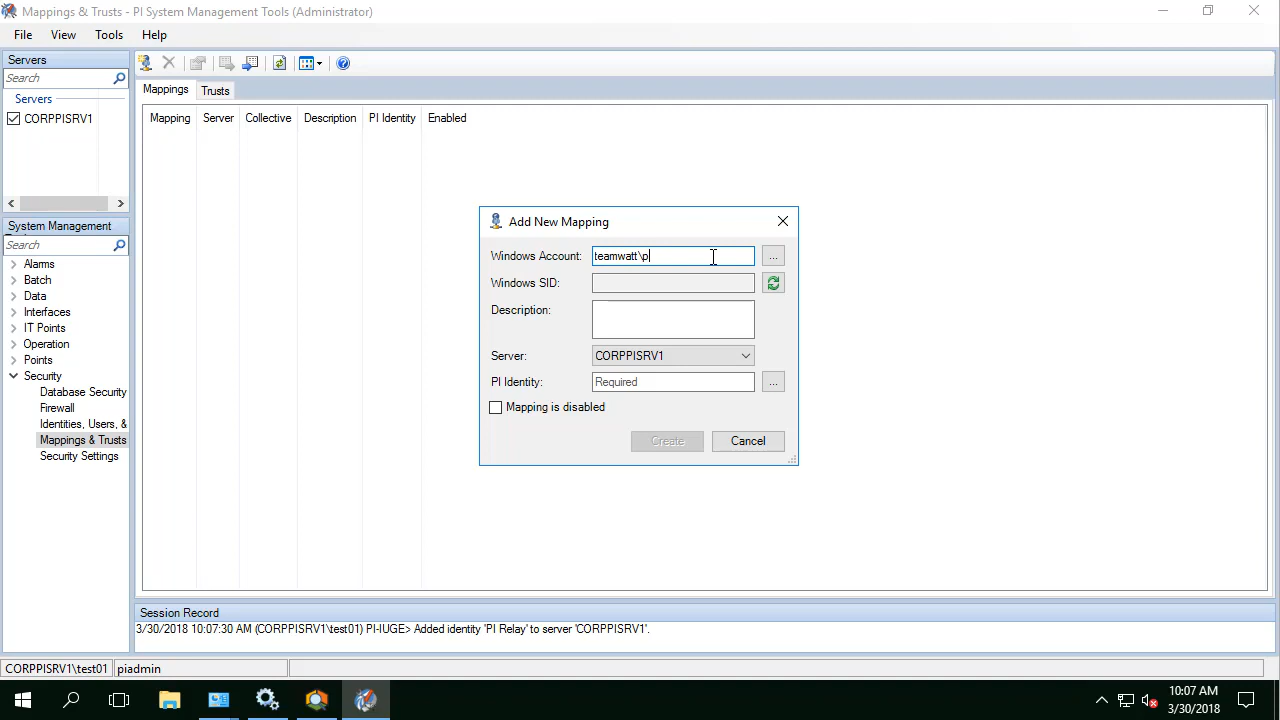 Mappings & Trusts - PI System Management Tools (Administrator)
File View Tools Help
Servers
Search
Servers
CORPPISRV1
System Management
Search
Alarms
Batch
Data
Interfaces
IT Points
Operation
Points
Security
Database Security
Firewall
Identities, Users, &
Mappings & Trusts
Security Settings
Mappings Trusts
Mapping Server Collective Description PI Identity Enabled
Add New Mapping
Windows Account: teamwatt\p ...
Windows SID:
Description:
Server: CORPPISRV1
PI Identity: Required ...
Mapping is disabled
Create Cancel
Session Record
3/30/2018 10:07:30 AM (CORPPISRV1\test01) PI-IUGE> Added identity 'PI Relay' to server 'CORPPISRV1'.
CORPPISRV1\test01 piadmin
10:07 AM
3/30/2018